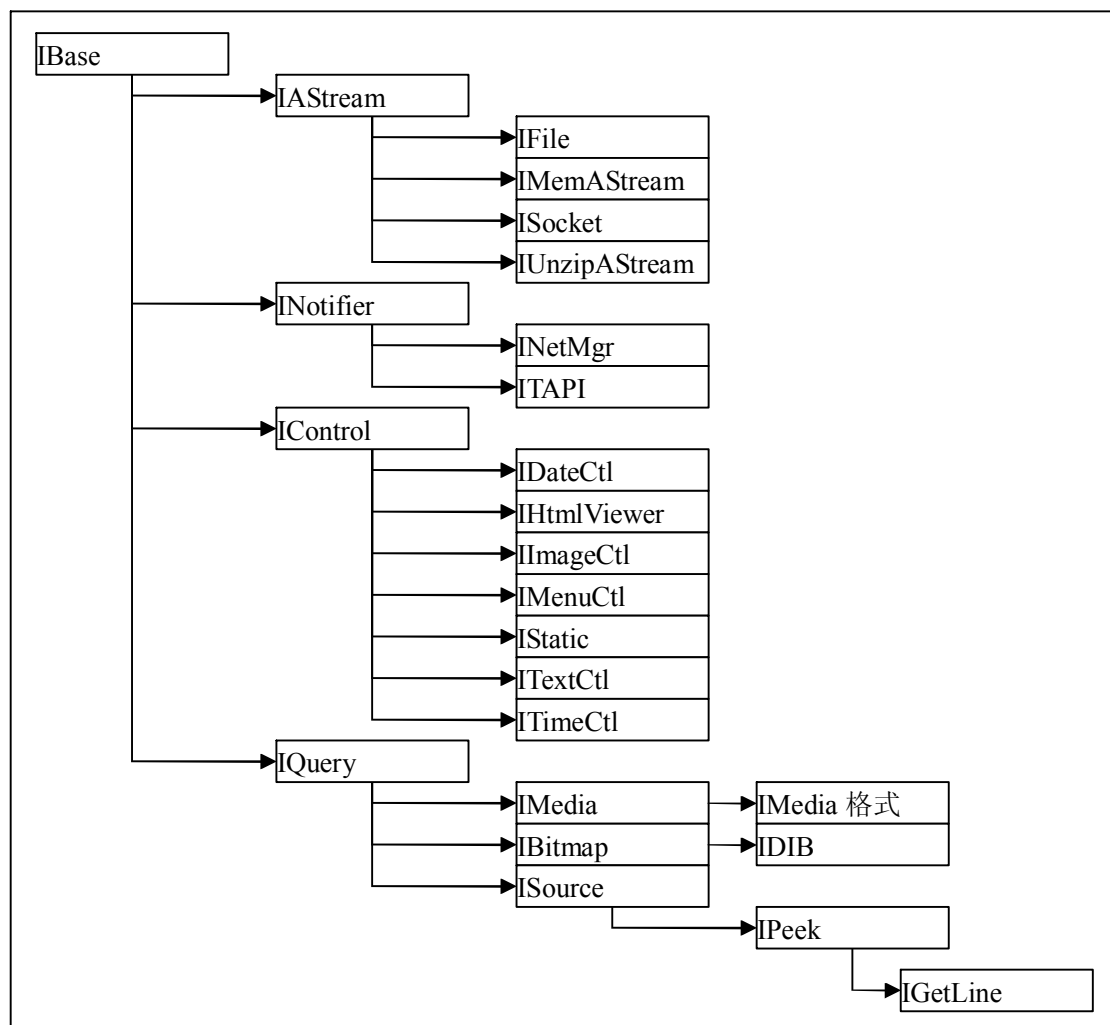 IBase
IAStream
IFile
IMemAStream
ISocket
IUnzipAStream
INotifier
INetMgr
ITAPI
IControl
IDateCtl
IHtmlViewer
IImageCtl
IMenuCtl
IStatic
ITextCtl
ITimeCtl
IQuery
IMedia
IMedia 格式
IBitmap
IDIB
ISource
IPeek
IGetLine